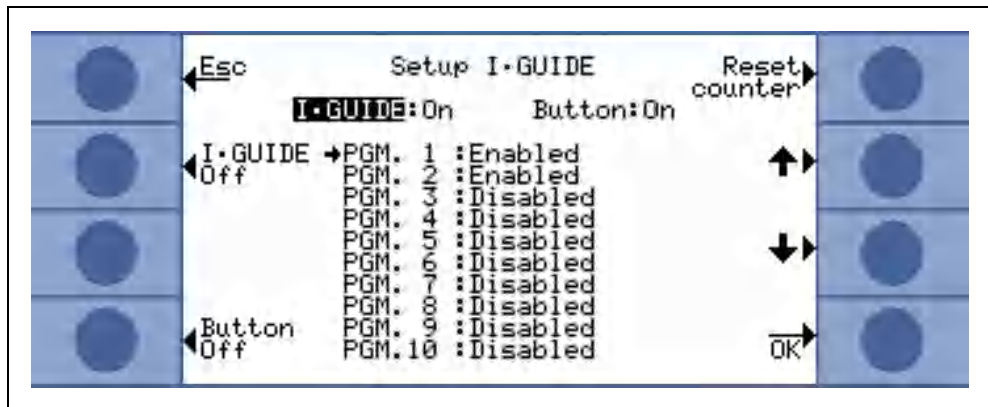 Esc
Setup I·GUIDE
Reset
counter
I·GUIDE:On
Button:On
I·GUIDE
Off
→PGM. 1 :Enabled
PGM. 2 :Enabled
PGM. 3 :Disabled
PGM. 4 :Disabled
PGM. 5 :Disabled
PGM. 6 :Disabled
PGM. 7 :Disabled
PGM. 8 :Disabled
PGM. 9 :Disabled
PGM.10 :Disabled
Button
Off
OK